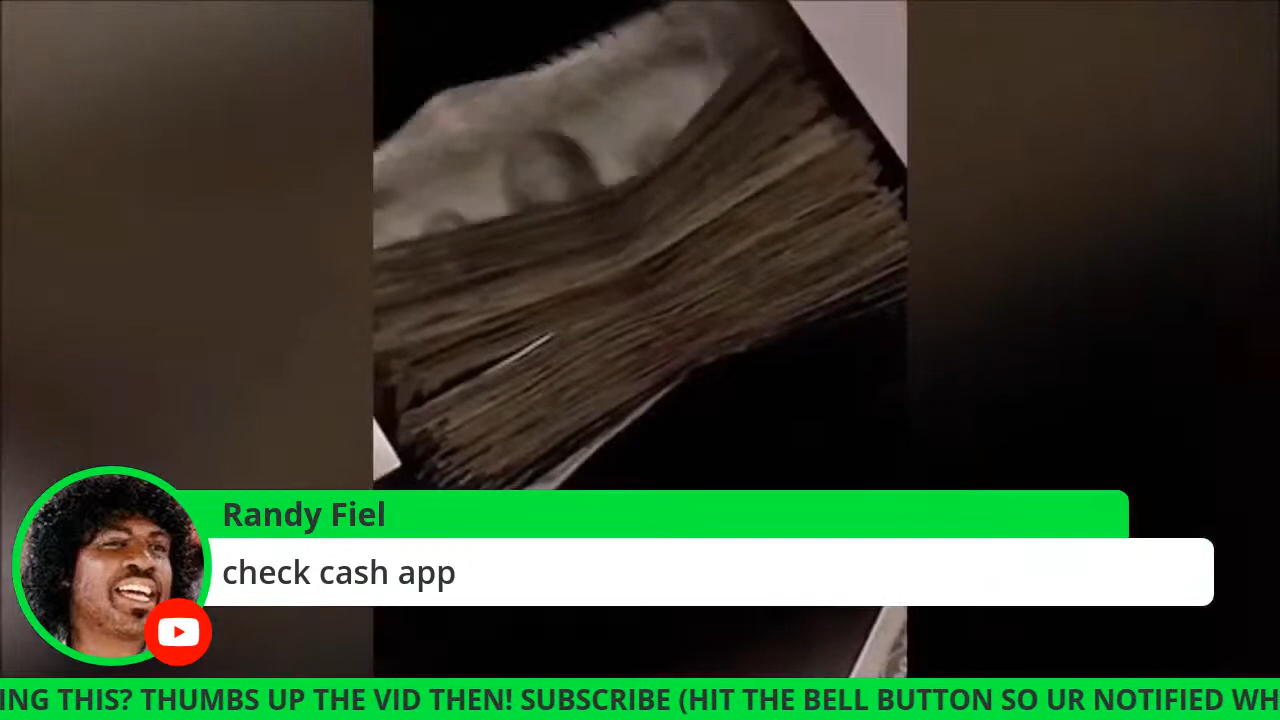 Randy Fiel
check cash app
ING THIS? THUMBS UP THE VID THEN! SUBSCRIBE (HIT THE BELL BUTTON SO UR NOTIFIED WH